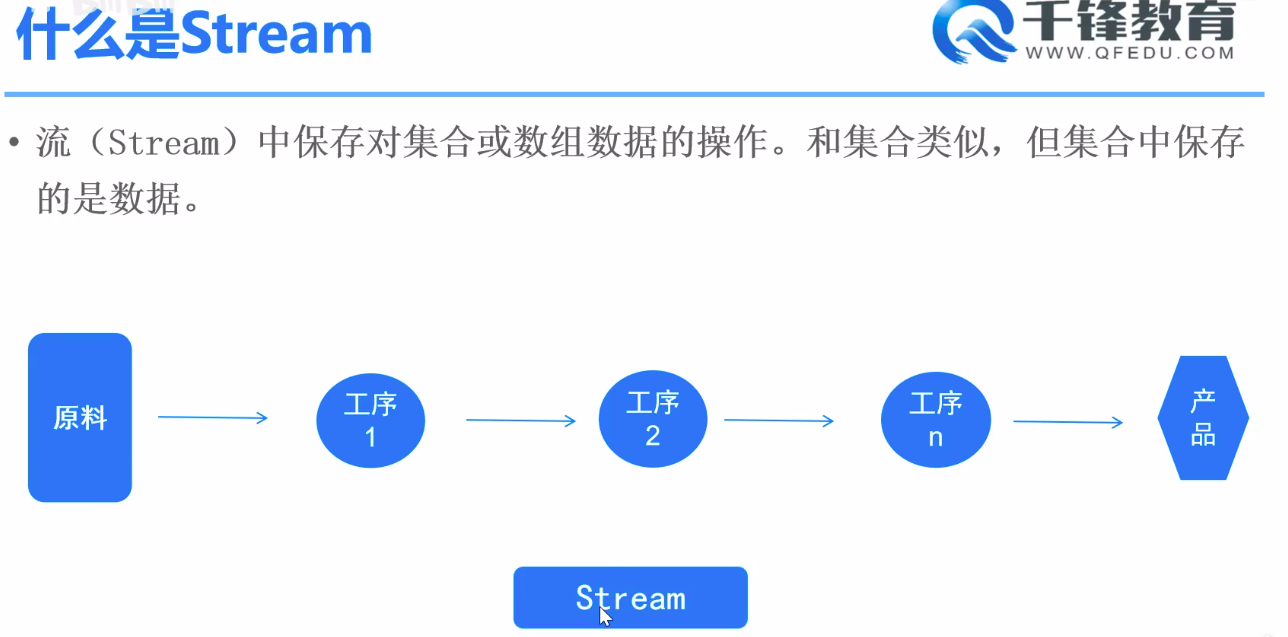 什么是Stream
千锋教育
WWW.QFEDU.COM
• 流（Stream）中保存对集合或数组数据的操作。和集合类似，但集合中保存
的是数据。
原料
工序
1
工序
2
工序
n
产
品
Stream